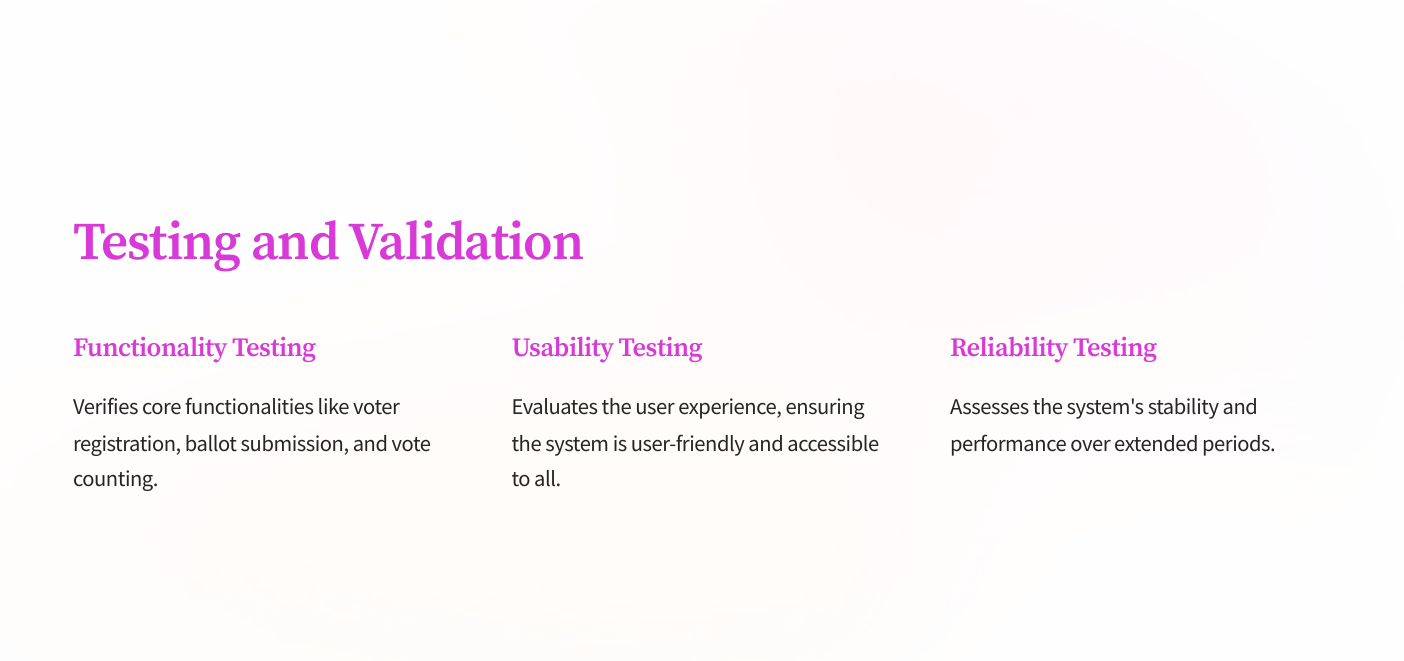 Testing and Validation
Functionality Testing
Verifies core functionalities like voter
registration, ballot submission, and vote
counting.
Usability Testing
Evaluates the user experience, ensuring
the system is user-friendly and accessible
to all.
Reliability Testing
Assesses the system's stability and
performance over extended periods.